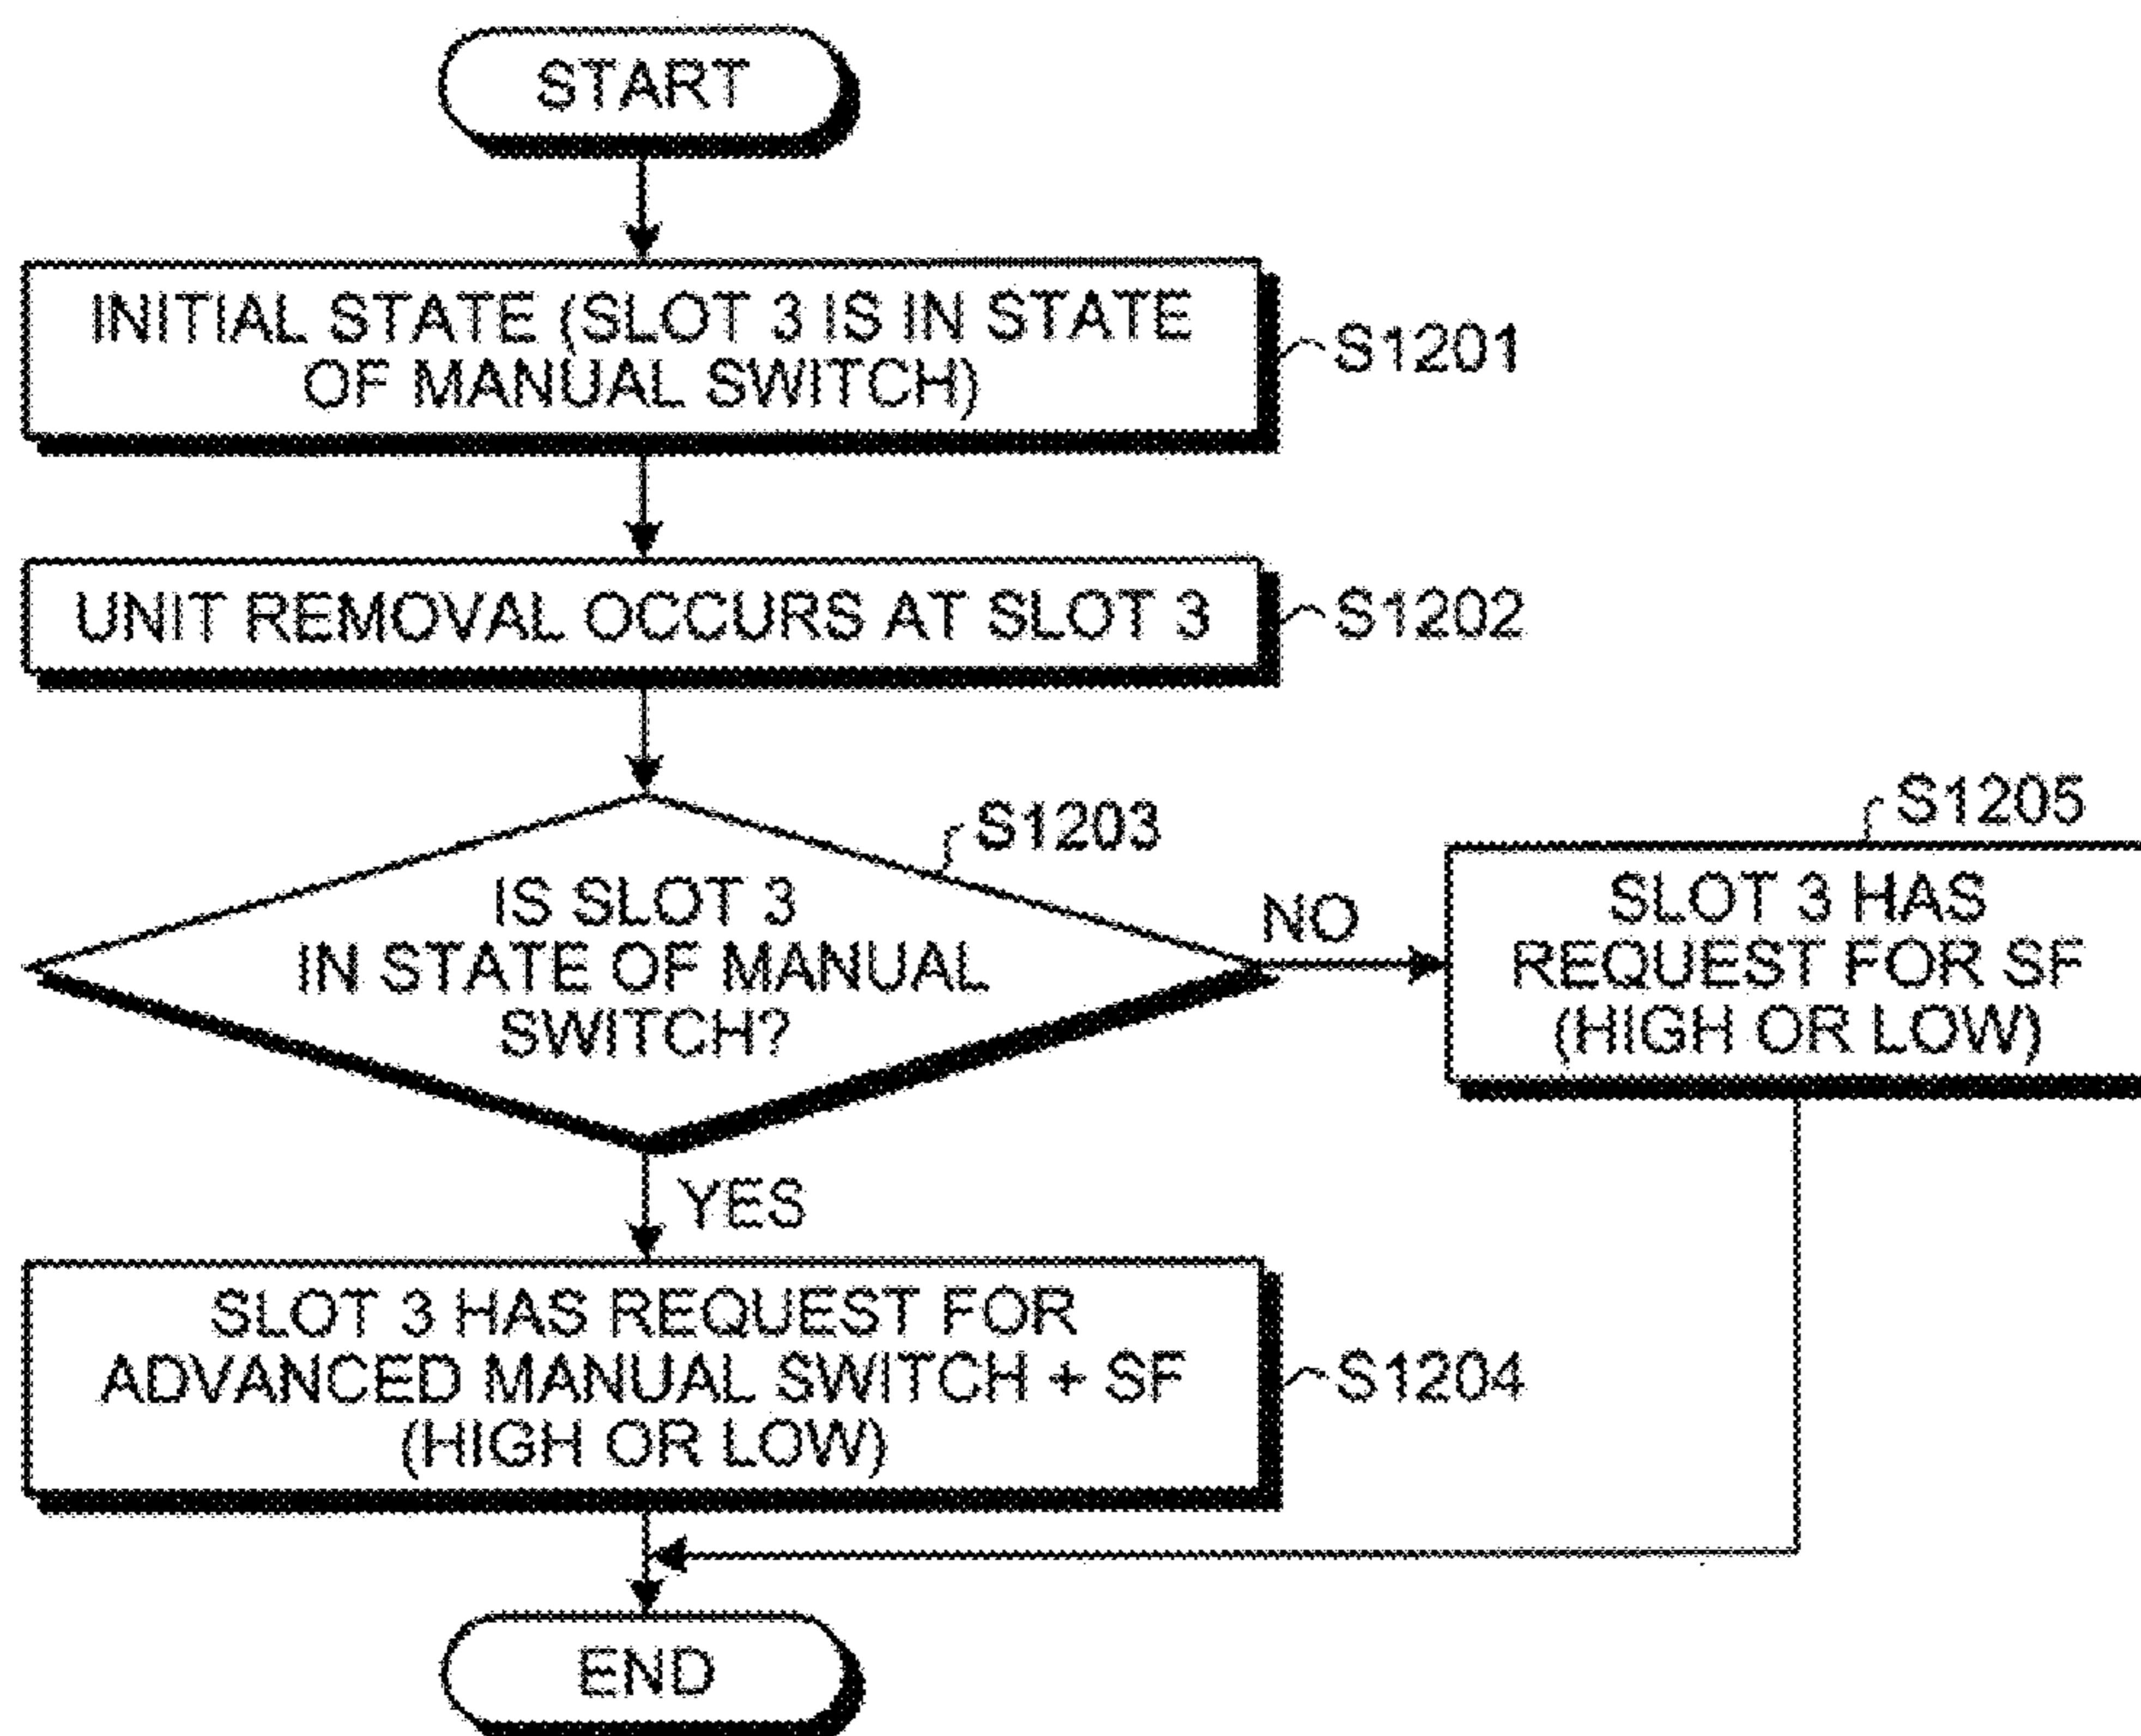 START
INITIAL STATE (SLOT 3 IS IN STATE
OF MANUAL SWITCH)
S1201
UNIT REMOVAL OCCURS AT SLOT 3
S1202
S1203
IS SLOT 3
IN STATE OF MANUAL
SWITCH?
NO
S1205
SLOT 3 HAS
REQUEST FOR SF
(HIGH OR LOW)
YES
SLOT 3 HAS REQUEST FOR
ADVANCED MANUAL SWITCH + SF
(HIGH OR LOW)
S1204
END